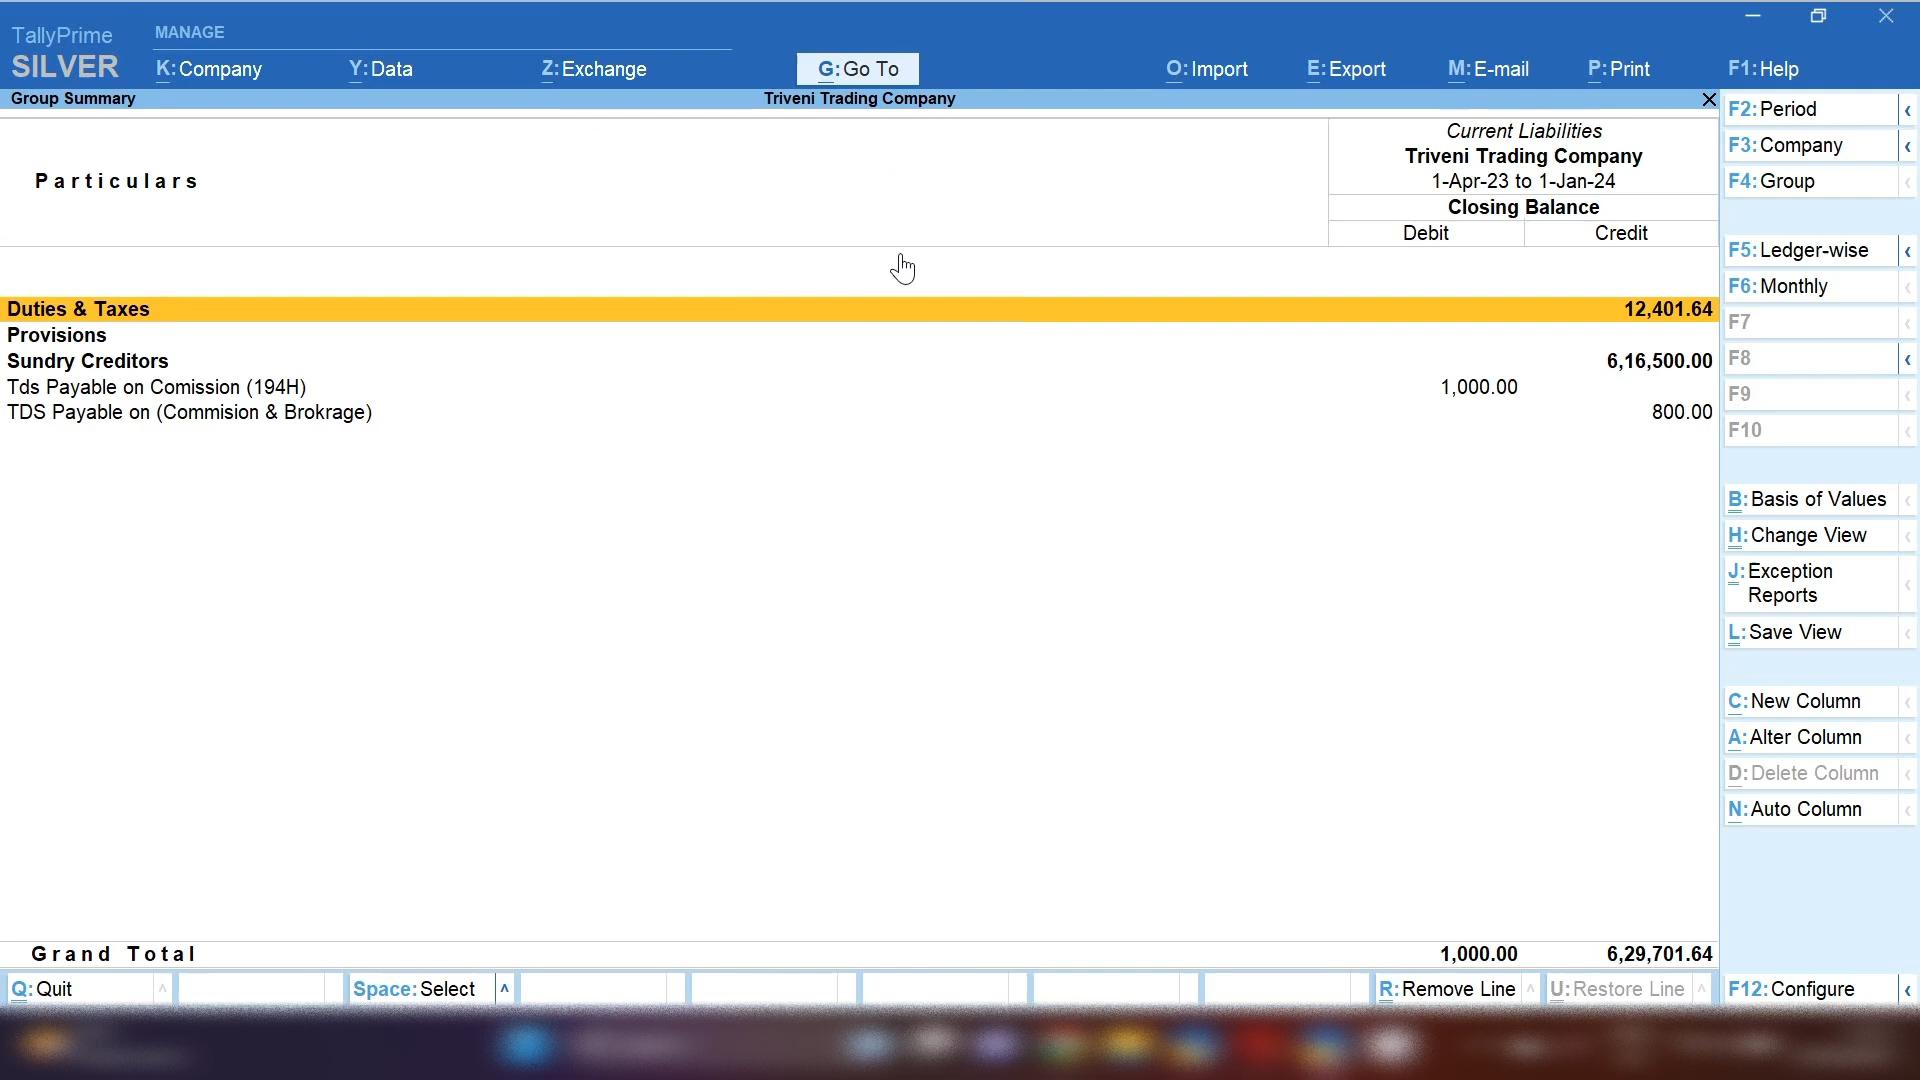 TallyPrime
SILVER
MANAGE
K:Company Y:Data Z:Exchange G:Go To O:Import E:Export M:E-mail P:Print F1:Help
Group Summary Triveni Trading Company
Particulars
Current Liabilities
Triveni Trading Company
1-Apr-23 to 1-Jan-24
Closing Balance
Debit Credit
Duties & Taxes 12,401.64
Provisions
Sundry Creditors 6,16,500.00
Tds Payable on Comission (194H) 1,000.00
TDS Payable on (Commision & Brokrage) 800.00
Grand Total 1,000.00 6,29,701.64
Q:Quit Space:Select R:Remove Line U:Restore Line
F2:Period
F3:Company
F4:Group
F5:Ledger-wise
F6:Monthly
F7
F8
F9
F10
B:Basis of Values
H:Change View
J:Exception
Reports
L:Save View
C:New Column
A:Alter Column
D:Delete Column
N:Auto Column
F12:Configure